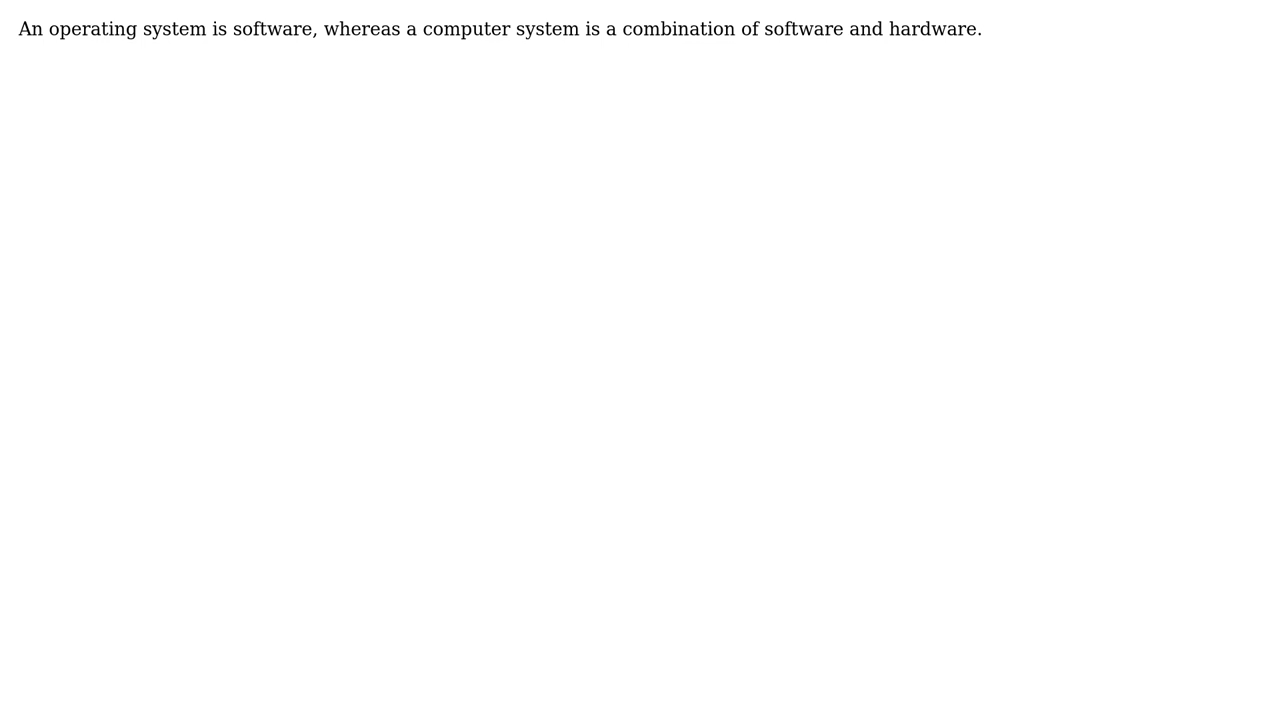 An operating system is software, whereas a computer system is a combination of software and hardware.